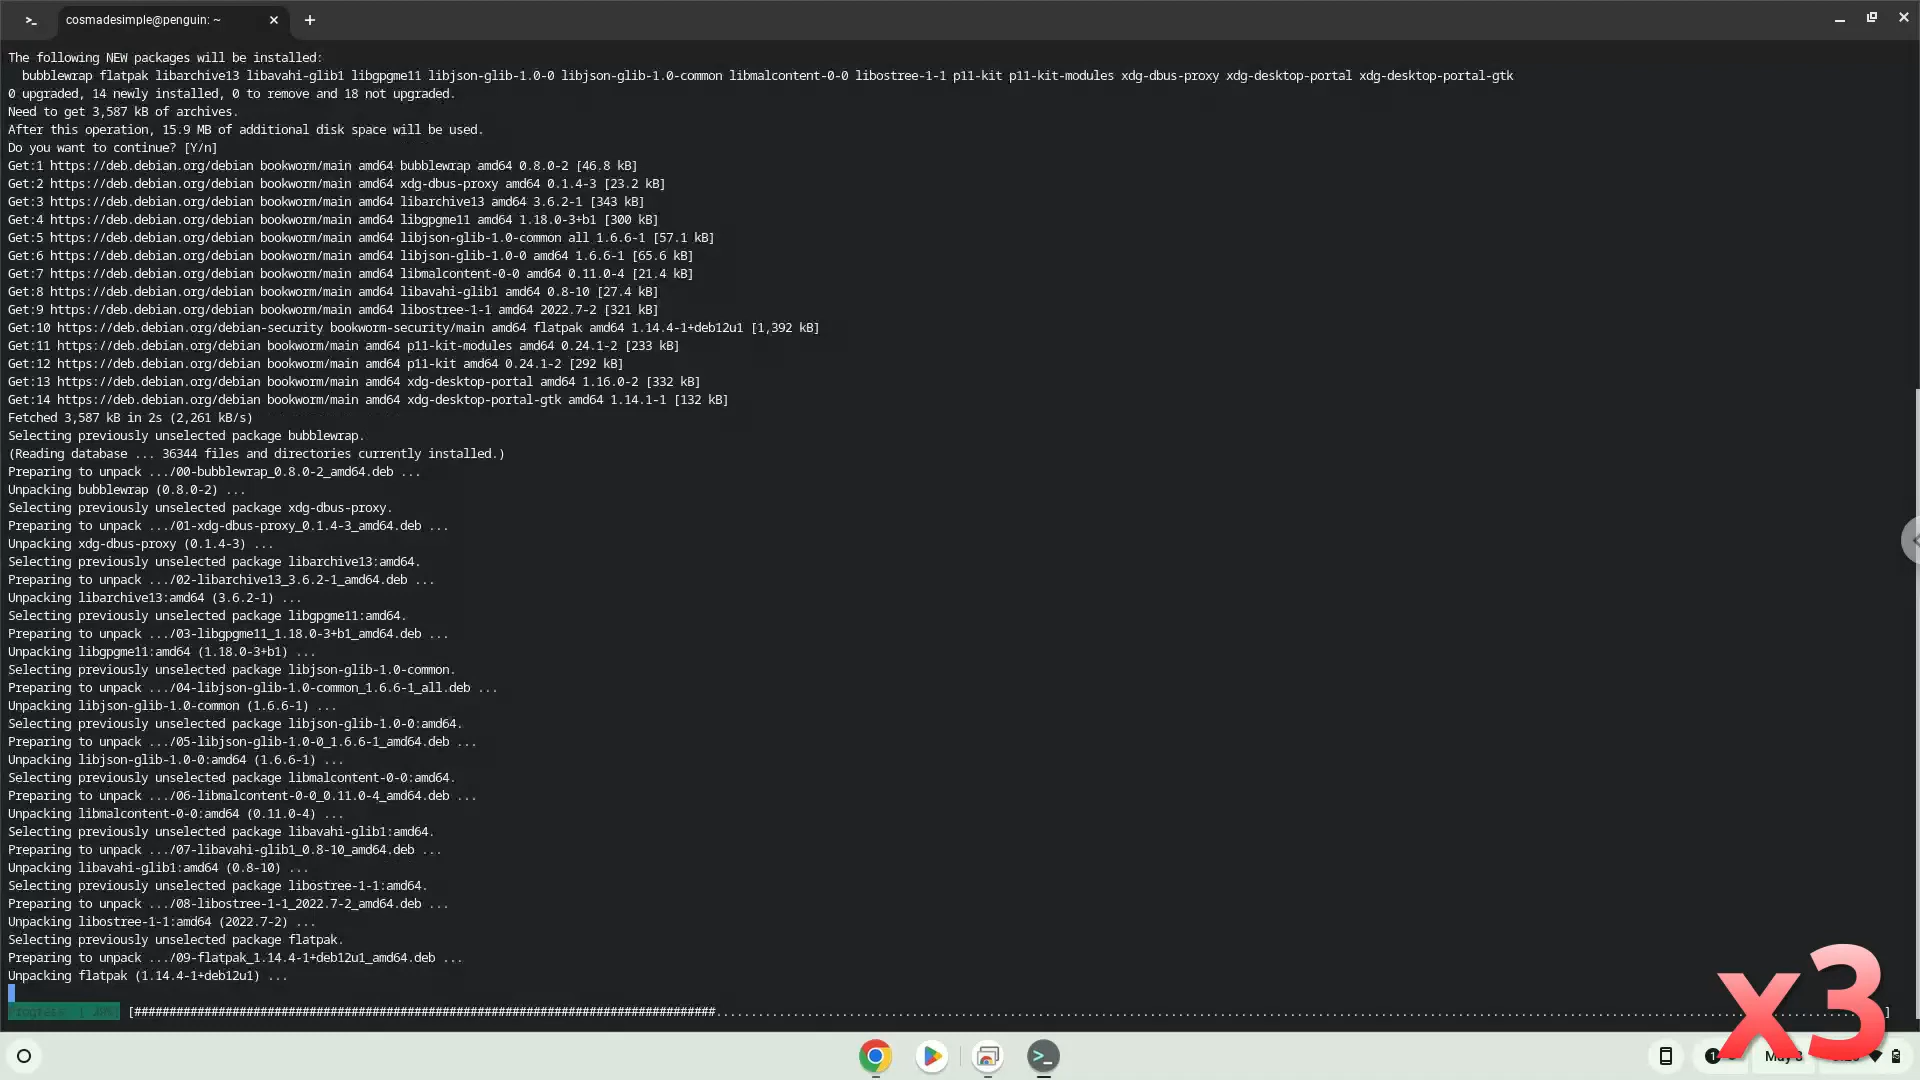 >_
cosmadesimple@penguin: ~
The following NEW packages will be installed:
bubblewrap flatpak libarchive13 libavahi-glib1 libgpgme11 libjson-glib-1.0-0 libjson-glib-1.0-common libmalcontent-0-0 libostree-1-1 p11-kit p11-kit-modules xdg-dbus-proxy xdg-desktop-portal xdg-desktop-portal-gtk
0 upgraded, 14 newly installed, 0 to remove and 18 not upgraded.
Need to get 3,587 kB of archives.
After this operation, 15.9 MB of additional disk space will be used.
Do you want to continue? [Y/n]
Get:1 https://deb.debian.org/debian bookworm/main amd64 bubblewrap amd64 0.8.0-2 [46.8 kB]
Get:2 https://deb.debian.org/debian bookworm/main amd64 xdg-dbus-proxy amd64 0.1.4-3 [23.2 kB]
Get:3 https://deb.debian.org/debian bookworm/main amd64 libarchive13 amd64 3.6.2-1 [343 kB]
Get:4 https://deb.debian.org/debian bookworm/main amd64 libgpgme11 amd64 1.18.0-3+b1 [300 kB]
Get:5 https://deb.debian.org/debian bookworm/main amd64 libjson-glib-1.0-common all 1.6.6-1 [57.1 kB]
Get:6 https://deb.debian.org/debian bookworm/main amd64 libjson-glib-1.0-0 amd64 1.6.6-1 [65.6 kB]
Get:7 https://deb.debian.org/debian bookworm/main amd64 libmalcontent-0-0 amd64 0.11.0-4 [21.4 kB]
Get:8 https://deb.debian.org/debian bookworm/main amd64 libavahi-glib1 amd64 0.8-10 [27.4 kB]
Get:9 https://deb.debian.org/debian bookworm/main amd64 libostree-1-1 amd64 2022.7-2 [321 kB]
Get:10 https://deb.debian.org/debian-security bookworm-security/main amd64 flatpak amd64 1.14.4-1+deb12u1 [1,392 kB]
Get:11 https://deb.debian.org/debian bookworm/main amd64 p11-kit-modules amd64 0.24.1-2 [233 kB]
Get:12 https://deb.debian.org/debian bookworm/main amd64 p11-kit amd64 0.24.1-2 [292 kB]
Get:13 https://deb.debian.org/debian bookworm/main amd64 xdg-desktop-portal amd64 1.16.0-2 [332 kB]
Get:14 https://deb.debian.org/debian bookworm/main amd64 xdg-desktop-portal-gtk amd64 1.14.1-1 [132 kB]
Fetched 3,587 kB in 2s (2,261 kB/s)
Selecting previously unselected package bubblewrap.
(Reading database ... 36344 files and directories currently installed.)
Preparing to unpack .../00-bubblewrap_0.8.0-2_amd64.deb ...
Unpacking bubblewrap (0.8.0-2) ...
Selecting previously unselected package xdg-dbus-proxy.
Preparing to unpack .../01-xdg-dbus-proxy_0.1.4-3_amd64.deb ...
Unpacking xdg-dbus-proxy (0.1.4-3) ...
Selecting previously unselected package libarchive13:amd64.
Preparing to unpack .../02-libarchive13_3.6.2-1_amd64.deb ...
Unpacking libarchive13:amd64 (3.6.2-1) ...
Selecting previously unselected package libgpgme11:amd64.
Preparing to unpack .../03-libgpgme11_1.18.0-3+b1_amd64.deb ...
Unpacking libgpgme11:amd64 (1.18.0-3+b1) ...
Selecting previously unselected package libjson-glib-1.0-common.
Preparing to unpack .../04-libjson-glib-1.0-common_1.6.6-1_all.deb ...
Unpacking libjson-glib-1.0-common (1.6.6-1) ...
Selecting previously unselected package libjson-glib-1.0-0:amd64.
Preparing to unpack .../05-libjson-glib-1.0-0_1.6.6-1_amd64.deb ...
Unpacking libjson-glib-1.0-0:amd64 (1.6.6-1) ...
Selecting previously unselected package libmalcontent-0-0:amd64.
Preparing to unpack .../06-libmalcontent-0-0_0.11.0-4_amd64.deb ...
Unpacking libmalcontent-0-0:amd64 (0.11.0-4) ...
Selecting previously unselected package libavahi-glib1:amd64.
Preparing to unpack .../07-libavahi-glib1_0.8-10_amd64.deb ...
Unpacking libavahi-glib1:amd64 (0.8-10) ...
Selecting previously unselected package libostree-1-1:amd64.
Preparing to unpack .../08-libostree-1-1_2022.7-2_amd64.deb ...
Unpacking libostree-1-1:amd64 (2022.7-2) ...
Selecting previously unselected package flatpak.
Preparing to unpack .../09-flatpak_1.14.4-1+deb12u1_amd64.deb ...
Unpacking flatpak (1.14.4-1+deb12u1) ...
x3
1 May